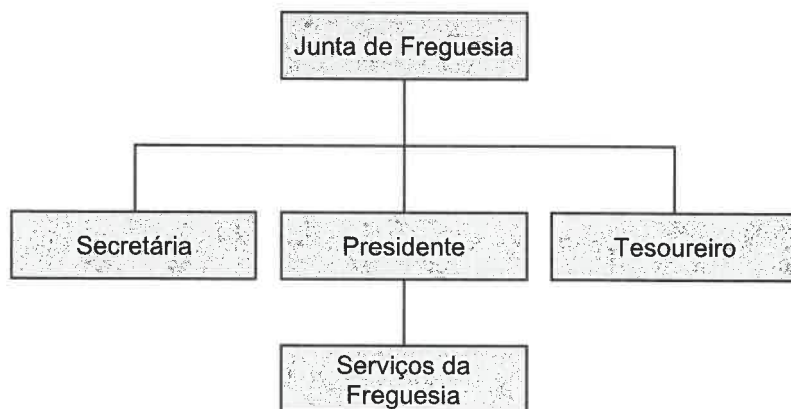 Junta de Freguesia
Secretária
Presidente
Tesoureiro
Serviços da
Freguesia